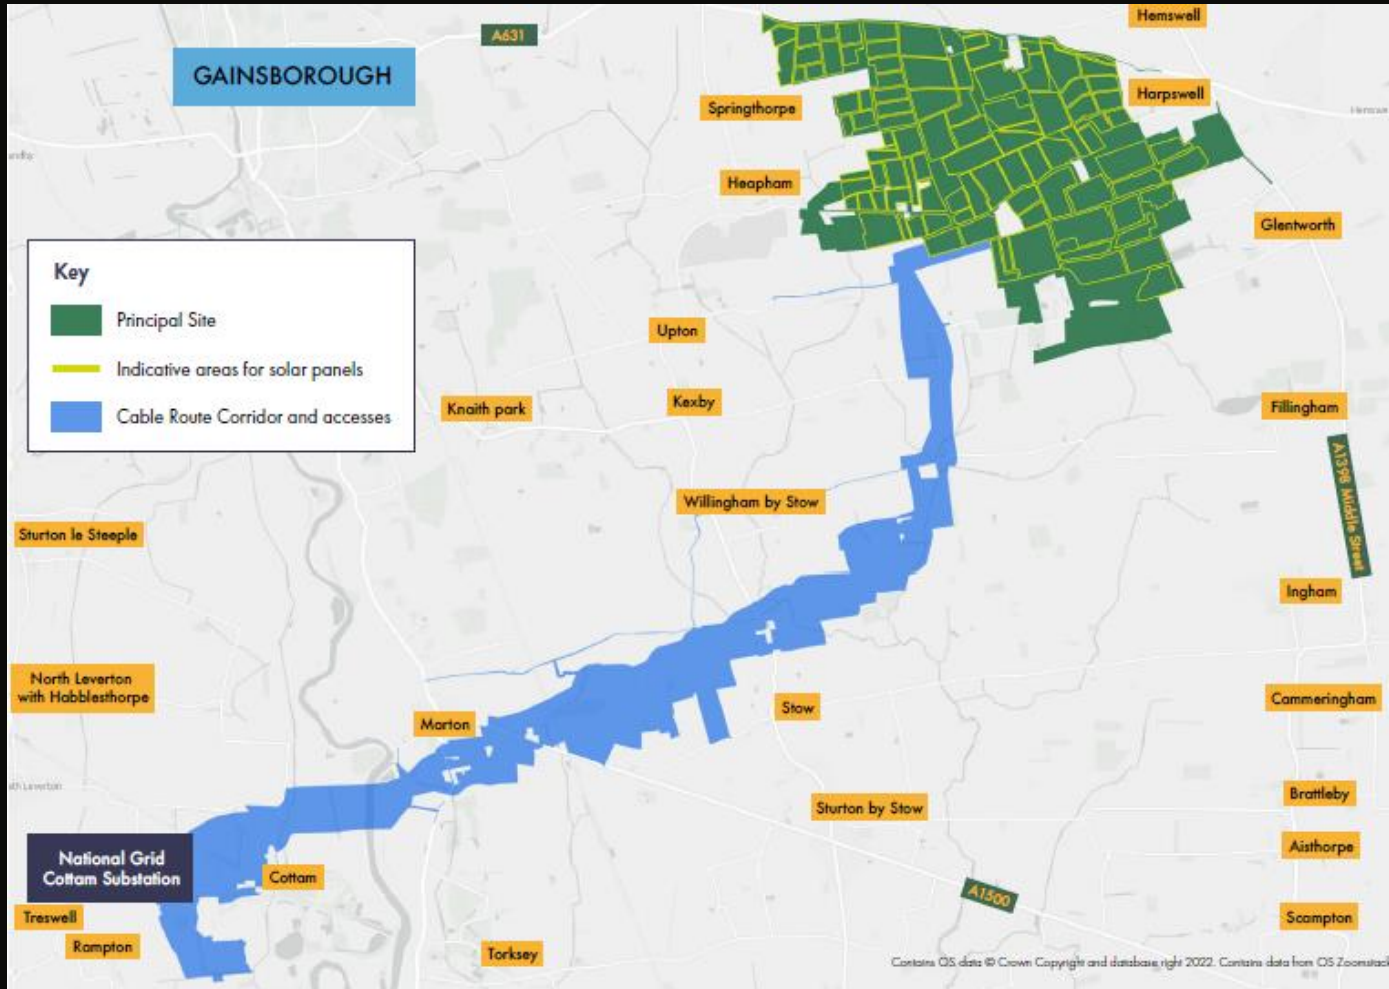 Hemswell
A631
GAINSBOROUGH
Harpswell
Springthorpe
Heapham
Glentworth
Key
Principal Site
Indicative areas for solar panels
Cable Route Corridor and accesses
Upton
Knaith park
Kexby
Fillingham
A1398 Middle Street
Willingham by Stow
Sturton le Steeple
Ingham
North Leverton
with Habblesthorpe
Cammeringham
Marton
Stow
Brattleby
Sturton by Stow
National Grid
Cottam Substation
Aisthorpe
Cottam
A1500
Treswell
Scampton
Rampton
Torksey
Contains OS data © Crown Copyright and database right 2022. Contains data from OS Zoomstack